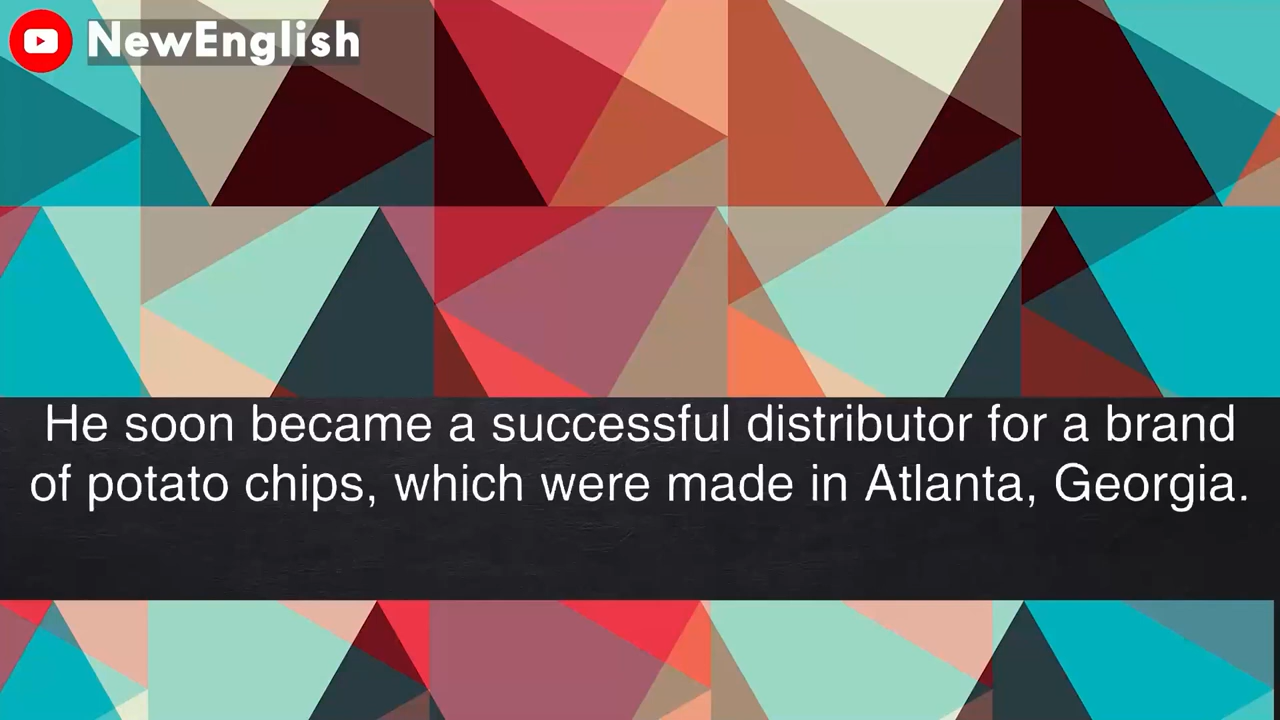 NewEnglish
He soon became a successful distributor for a brand
of potato chips, which were made in Atlanta, Georgia.